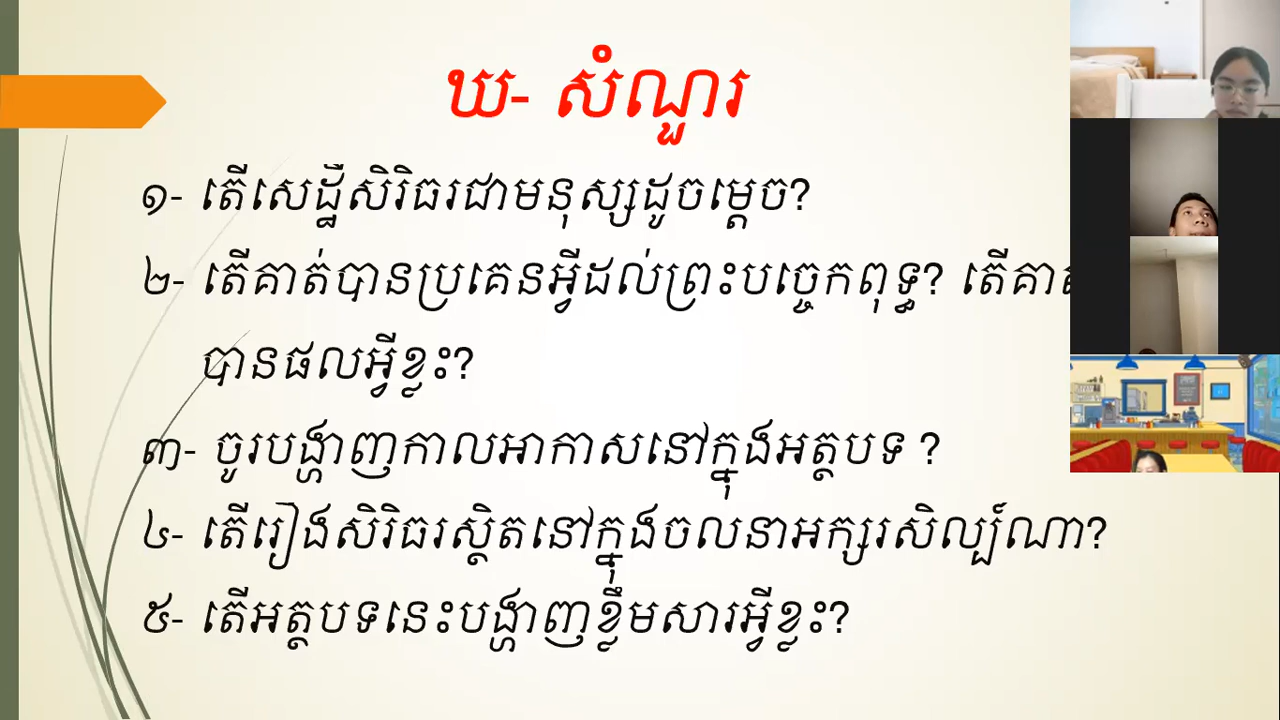 ឃ- សំណួរ
១- តើសេដ្ឋីសិរិធរជាមនុស្សដូចម្ដេច?
២- តើគាត់បានប្រគេនអ្វីដល់ព្រះបច្ចេកពុទ្ធ? តើ
បានផលអ្វីខ្លះ?
៣- ចូរបង្ហាញកាលអាកាសនៅក្នុងអត្ថបទ ?
៤- តើរឿងសិរិធរស្ថិតនៅក្នុងចលនាអក្សរសិល្ប៍ណា?
៥- តើអត្ថបទនេះបង្ហាញខ្លឹមសារអ្វីខ្លះ?